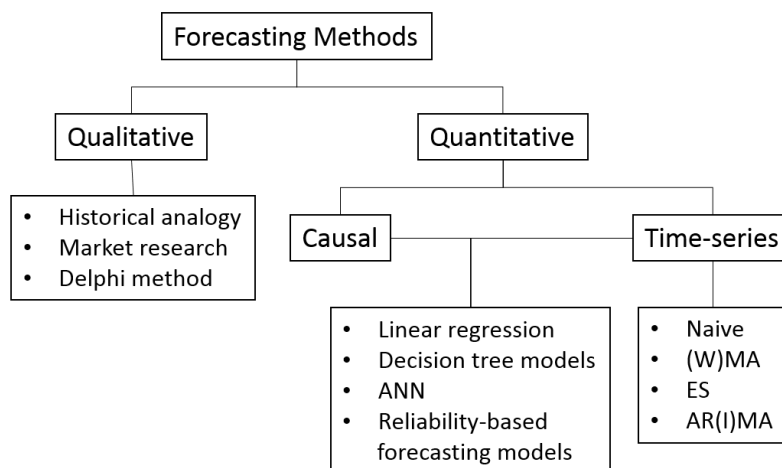 Forecasting Methods
Qualitative
Quantitative
• Historical analogy
• Market research
• Delphi method
Causal
Time-series
• Linear regression
• Decision tree models
• ANN
• Reliability-based
forecasting models
• Naive
• (W)MA
• ES
• AR(I)MA